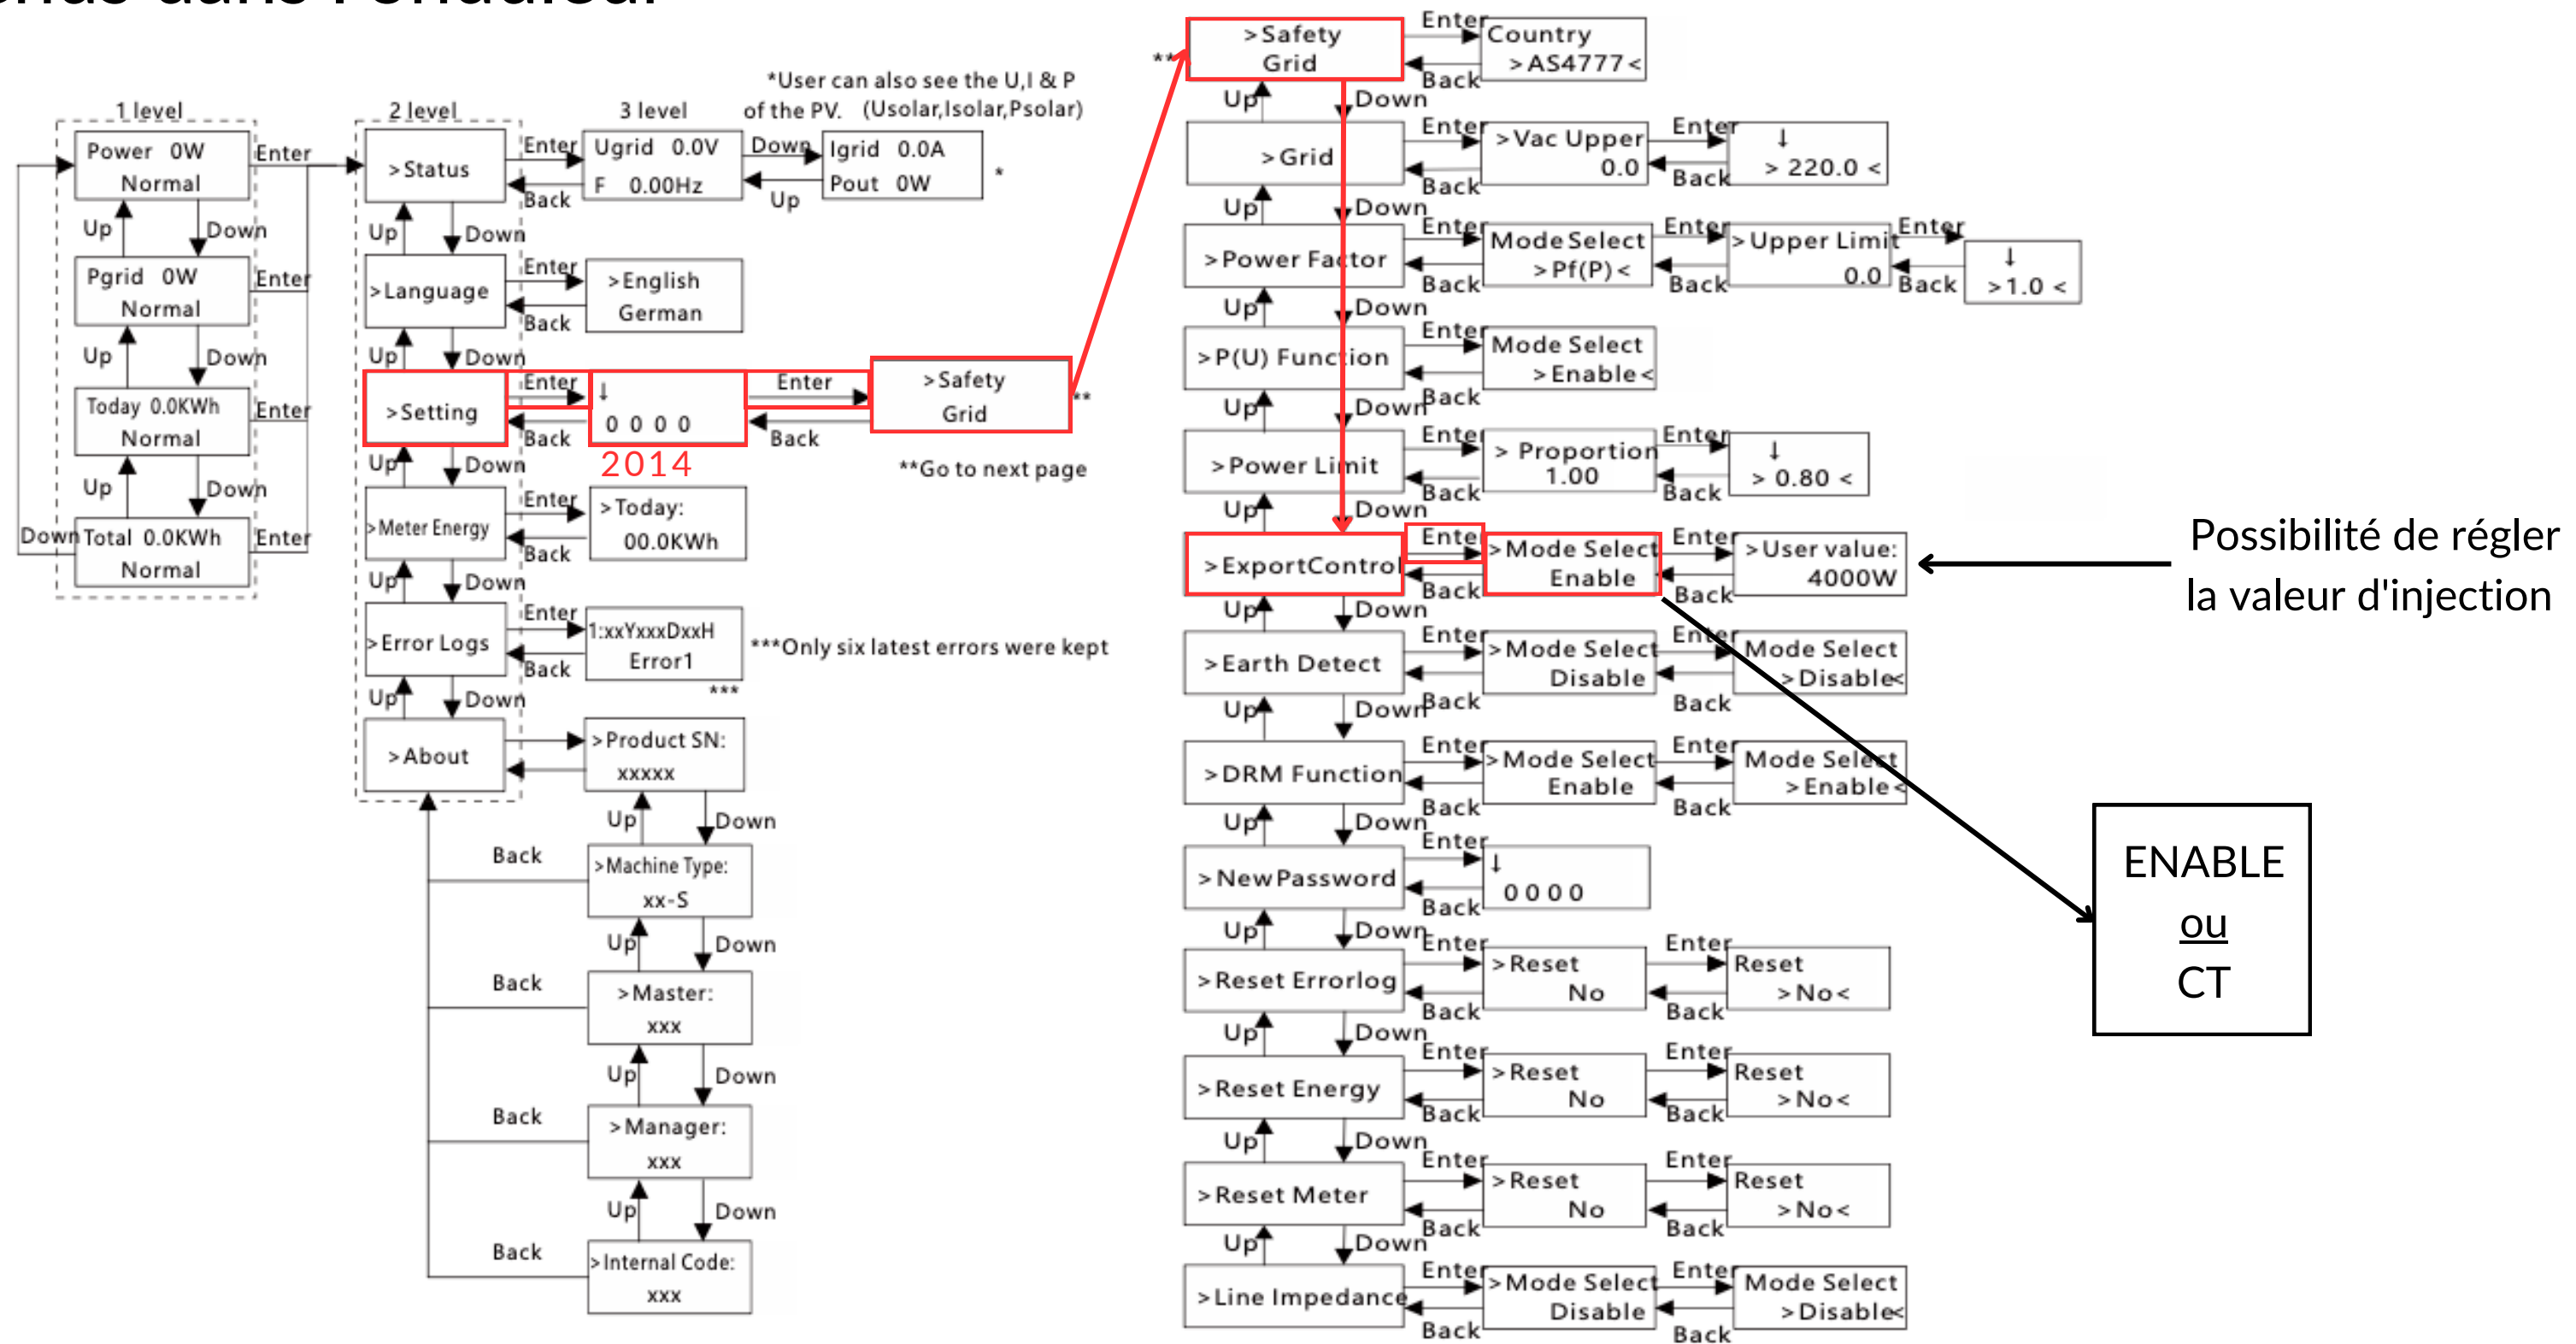 1 level
2 level
3 level
*User can also see the U,I & P
of the PV. (Usolar,Isolar,Psolar)
Power 0W
Normal
Enter
Up
Down
Pgrid 0W
Normal
Enter
Up
Down
Today 0.0KWh
Normal
Enter
Up
Down
Down
Total 0.0KWh
Normal
Enter
>Status
Enter
Back
Ugrid 0.0V
F 0.00Hz
Down
Up
Igrid 0.0A
Pout 0W
*
Up
Down
>Language
Enter
Back
>English
German
Up
Down
>Setting
Enter
Back
↓
0 0 0 0
2014
Enter
Back
>Safety
Grid
**
**Go to next page
Up
Down
>Meter Energy
Enter
Back
>Today:
00.0KWh
Up
Down
>Error Logs
Enter
Back
1:xxYxxxDxxH
Error1
***
***Only six latest errors were kept
Up
Down
>About
>Product SN:
xxxxx
Up
Down
Back
>Machine Type:
xx-S
Up
Down
Back
>Master:
xxx
Up
Down
Back
>Manager:
xxx
Up
Down
Back
>Internal Code:
xxx
**
>Safety
Grid
Enter
Back
Country
>AS4777<
Up
Down
>Grid
Enter
Back
>Vac Upper
0.0
Enter
Back
↓
> 220.0 <
Up
Down
>Power Factor
Enter
Back
Mode Select
>Pf(P)<
Enter
Back
>Upper Limit
0.0
Enter
Back
↓
>1.0 <
Up
Down
>P(U) Function
Enter
Back
Mode Select
>Enable<
Up
Down
>Power Limit
Enter
Back
> Proportion
1.00
Enter
Back
↓
> 0.80 <
Up
Down
>ExportControl
Enter
Back
>Mode Select
Enable
Enter
Back
>User value:
4000W
Possibilité de régler
la valeur d'injection
Up
Down
>Earth Detect
Enter
Back
>Mode Select
Disable
Enter
Back
Mode Select
>Disable<
Up
Down
>DRM Function
Enter
Back
>Mode Select
Enable
Enter
Back
Mode Select
>Enable<
ENABLE
ou
CT
Up
Down
>NewPassword
Enter
Back
↓
0 0 0 0
Up
Down
>Reset Errorlog
Enter
Back
>Reset
No
Enter
Back
Reset
>No<
Up
Down
>Reset Energy
Enter
Back
>Reset
No
Enter
Back
Reset
>No<
Up
Down
>Reset Meter
Enter
Back
>Reset
No
Enter
Back
Reset
>No<
Up
Down
>Line Impedance
Enter
Back
>Mode Select
Disable
Enter
Back
Mode Select
>Disable<